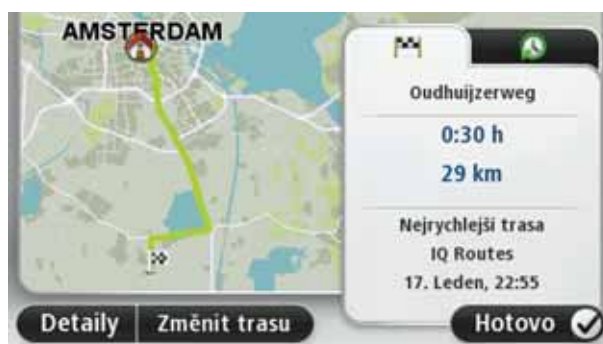 AMSTERDAM
Oudhuijzerweg
0:30 h
29 km
Nejrychlejší trasa
IQ Routes
17. Leden, 22:55
Detaily
Změnit trasu
Hotovo